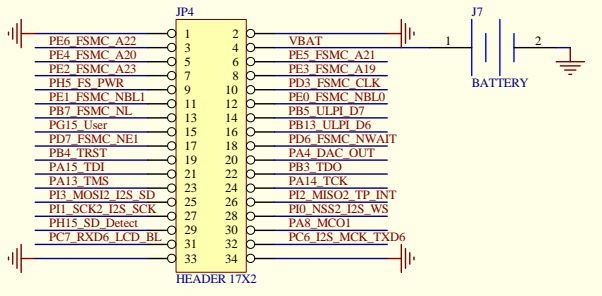 JP4 J7
1 2
PE6_FSMC_A22 3 4 VBAT 1 2
PE4_FSMC_A20 5 6 PE5_FSMC_A21
PE2_FSMC_A23 7 8 PE3_FSMC_A19
PH5_FS_PWR 9 10 PD3_FSMC_CLK BATTERY
PE1_FSMC_NBL1 11 12 PE0_FSMC_NBL0
PB7_FSMC_NL 13 14 PB5_ULPI_D7
PG15_User 15 16 PB13_ULPI_D6
PD7_FSMC_NE1 17 18 PD6_FSMC_NWAIT
PB4_TRST 19 20 PA4_DAC_OUT
PA15_TDI 21 22 PB3_TDO
PA13_TMS 23 24 PA14_TCK
PI3_MOSI2_I2S_SD 25 26 PI2_MISO2_TP_INT
PI1_SCK2_I2S_SCK 27 28 PI0_NSS2_I2S_WS
PH15_SD_Detect 29 30 PA8_MCO1
PC7_RXD6_LCD_BL 31 32 PC6_I2S_MCK_TXD6
33 34
HEADER 17X2